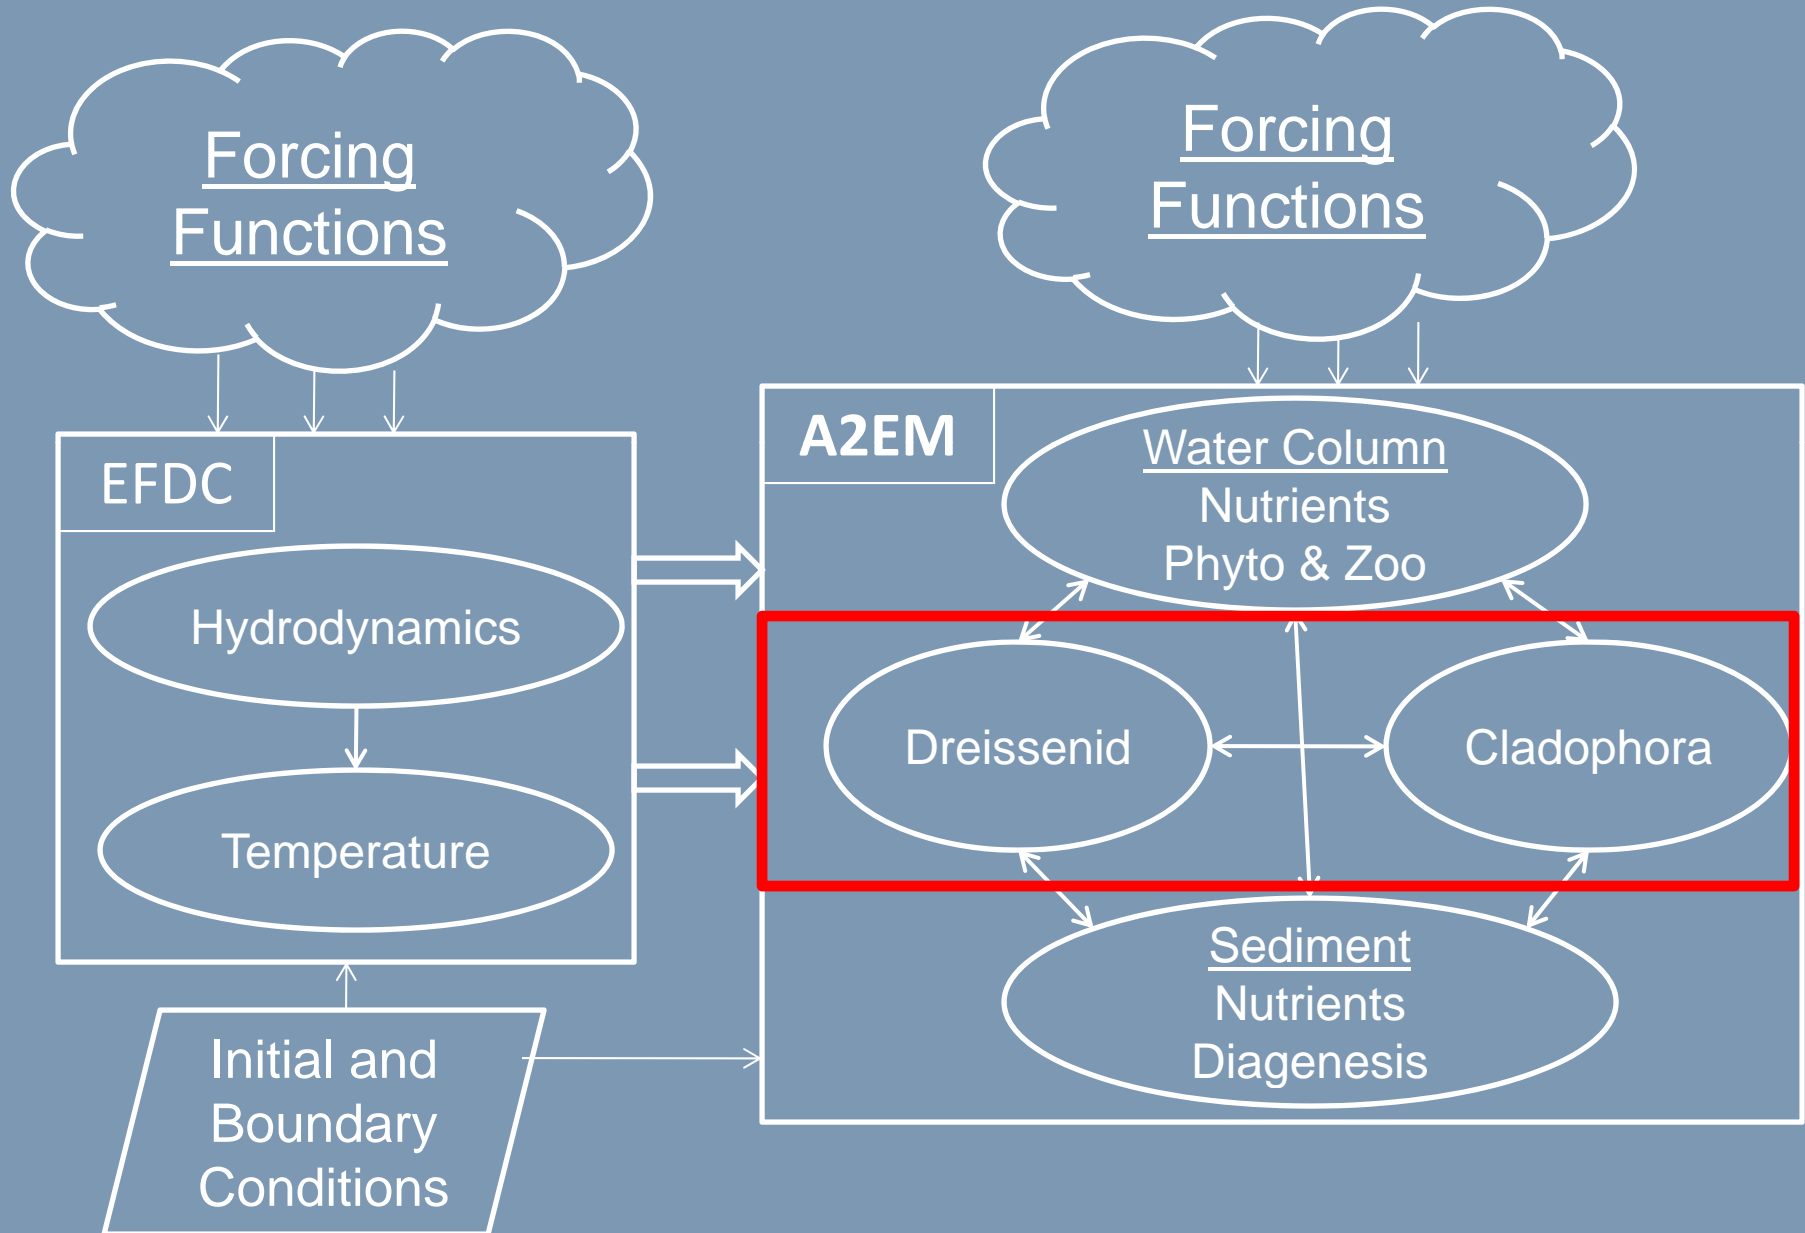 Forcing
Functions
Forcing
Functions
EFDC
Hydrodynamics
Temperature
Initial and
Boundary
Conditions
A2EM
Water Column
Nutrients
Phyto & Zoo
Dreissenid
Cladophora
Sediment
Nutrients
Diagenesis